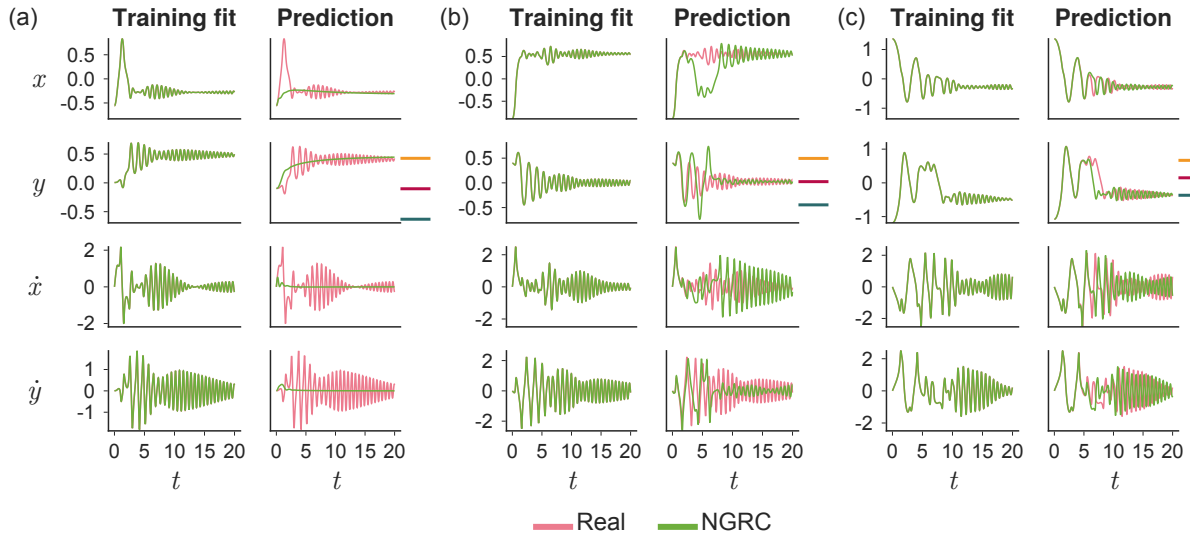 (a) Training fit Prediction (b) Training fit Prediction (c) Training fit Prediction
x 0.5 0.0 -0.5 0.5 0.0 -0.5 1 0 -1
y 0.5 0.0 -0.5 0.5 0.0 -0.5 1 0 -1
ẋ 2 0 -2 2 0 -2 2 0 -2
ẏ 1 0 -1 2 0 -2 2 0 -2
0 5 10 15 20 0 5 10 15 20 0 5 10 15 20 0 5 10 15 20 0 5 10 15 20 0 5 10 15 20
t t t t t t
Real NGRC